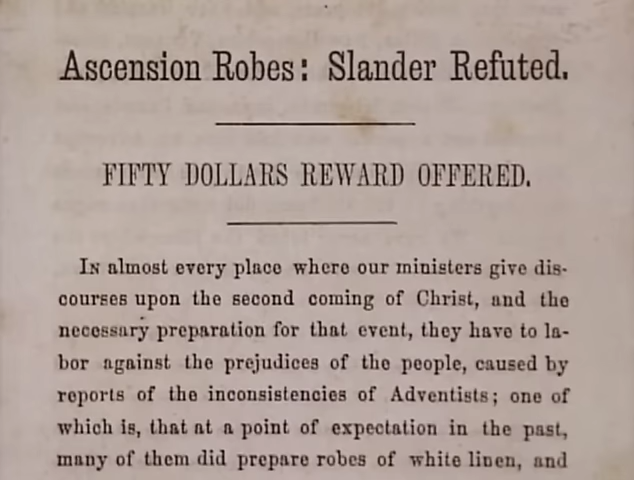 Ascension Robes: Slander Refuted.
FIFTY DOLLARS REWARD OFFERED.
In almost every place where our ministers give dis-
courses upon the second coming of Christ, and the
necessary preparation for that event, they have to la-
bor against the prejudices of the people, caused by
reports of the inconsistencies of Adventists; one of
which is, that at a point of expectation in the past,
many of them did prepare robes of white linen, and